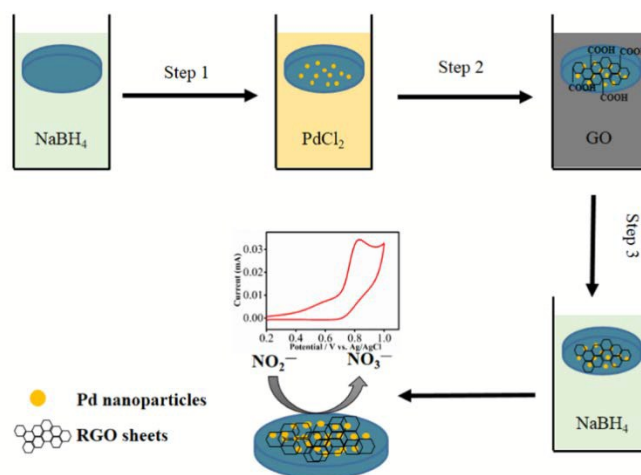 Step 1
Step 2
NaBH₄
PdCl₂
COOH
COOH
COOH
COOH
GO
Step 3
NaBH₄
Current (mA)
0.03
0.02
0.01
0.00
0.2 0.4 0.6 0.8 1.0
Potential / V vs. Ag/AgCl
NO₂⁻
NO₃⁻
Pd nanoparticles
RGO sheets